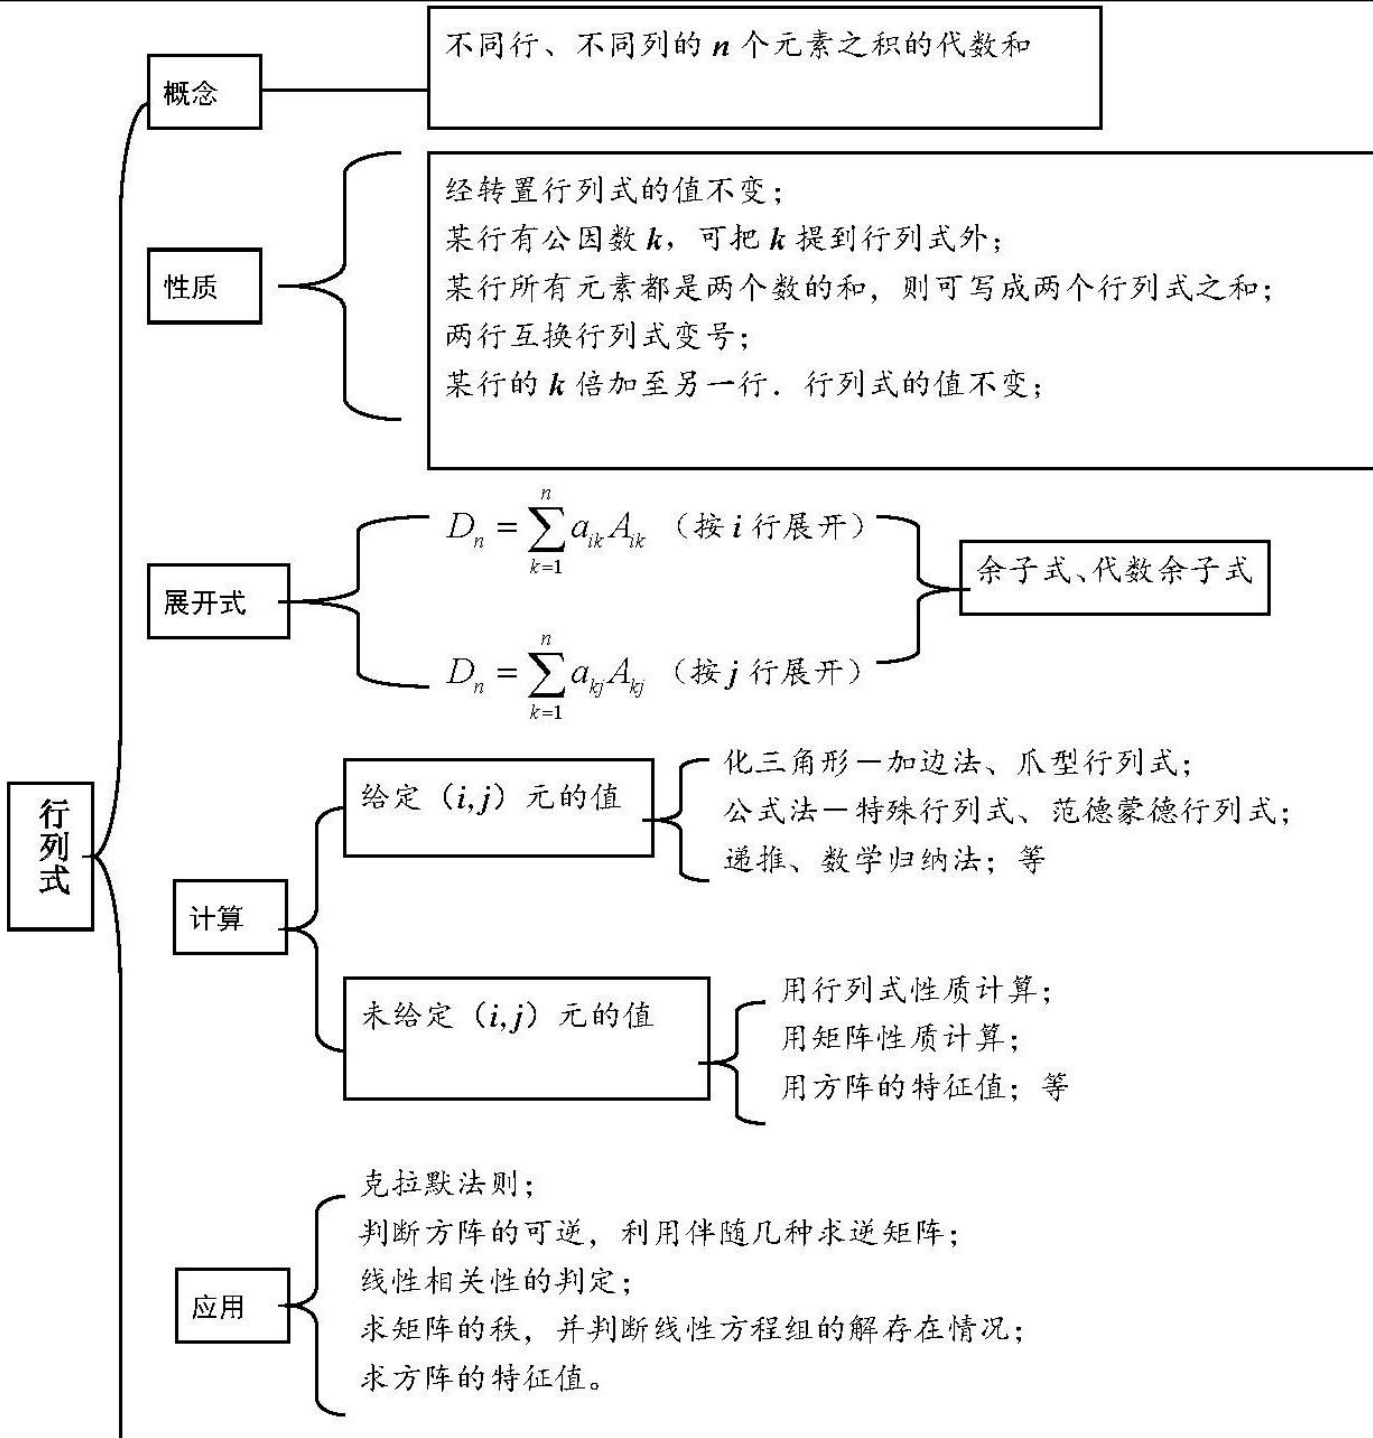 概念
不同行、不同列的 n 个元素之积的代数和
性质
经转置行列式的值不变；
某行有公因数 k，可把 k 提到行列式外；
某行所有元素都是两个数的和，则可写成两个行列式之和；
两行互换行列式变号；
某行的 k 倍加至另一行．行列式的值不变；
展开式
D_n = \sum_{k=1}^{n} a_{ik} A_{ik} （按 i 行展开）
D_n = \sum_{k=1}^{n} a_{kj} A_{kj} （按 j 行展开）
余子式、代数余子式
行列式
计算
给定（i,j）元的值
化三角形－加边法、爪型行列式；
公式法－特殊行列式、范德蒙德行列式；
递推、数学归纳法；等
未给定（i,j）元的值
用行列式性质计算；
用矩阵性质计算；
用方阵的特征值；等
应用
克拉默法则；
判断方阵的可逆，利用伴随几种求逆矩阵；
线性相关性的判定；
求矩阵的秩，并判断线性方程组的解存在情况；
求方阵的特征值。